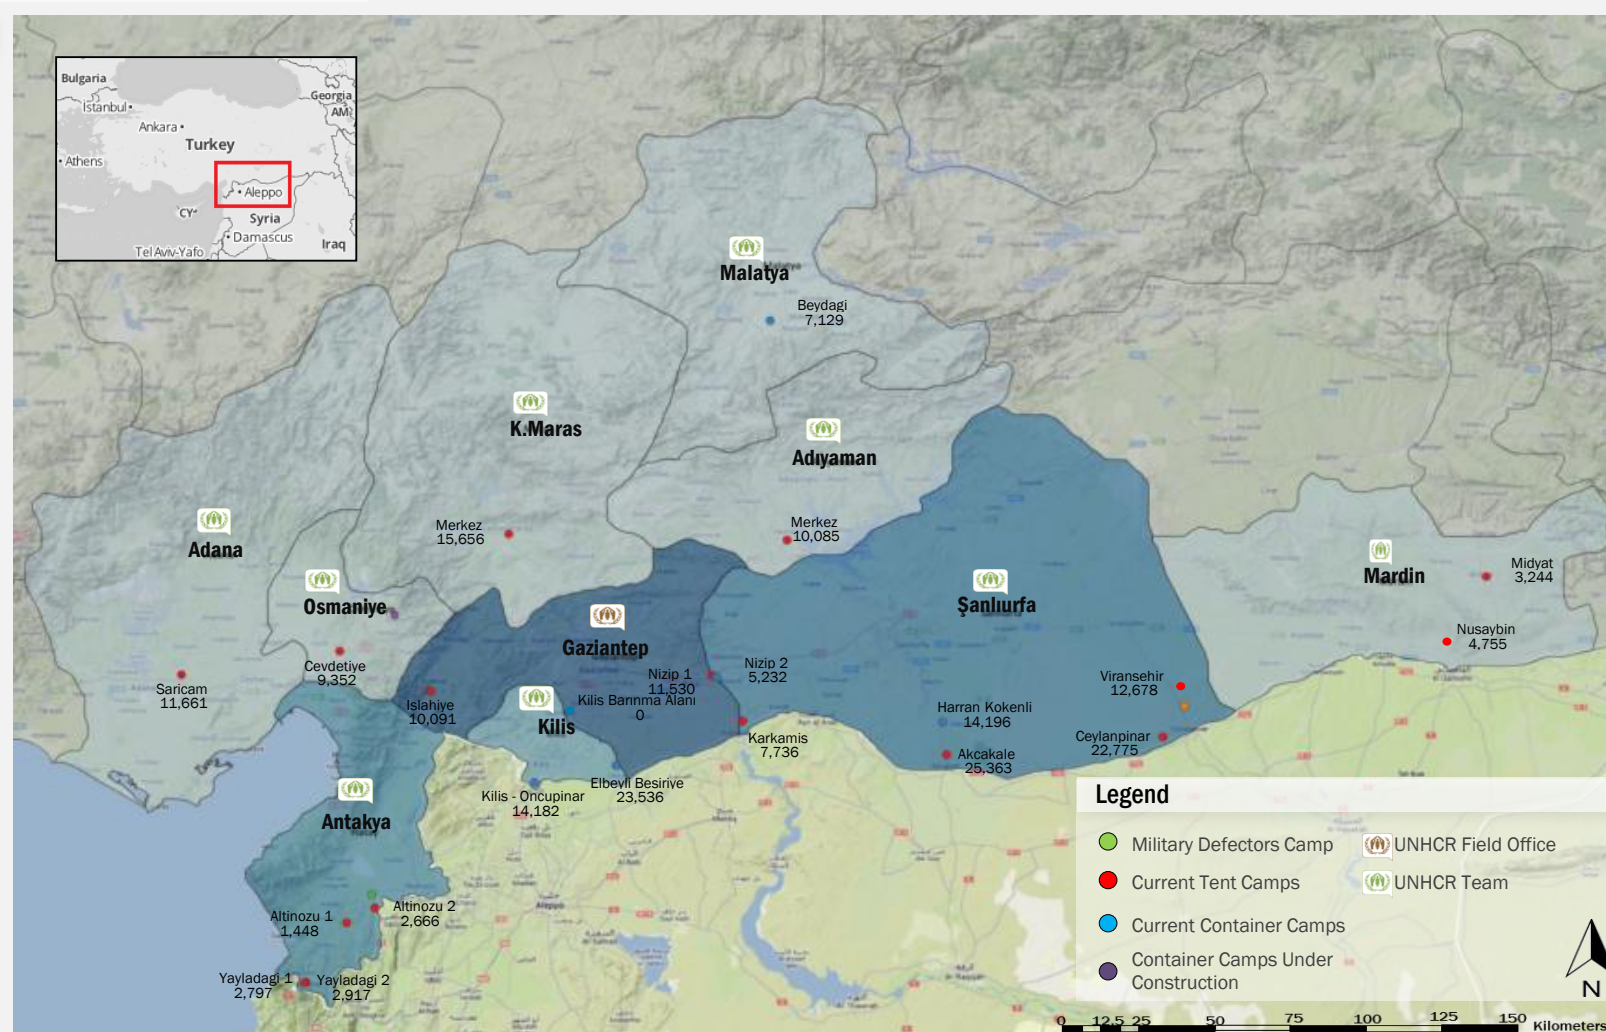 Bulgaria
Istanbul
Georgia
AM
Ankara
Turkey
Athens
Aleppo
CY
Syria
Damascus
Iraq
Tel Aviv-Yafo
Malatya
Beydagi
7,129
K.Maras
Adıyaman
Merkez
15,656
Merkez
10,085
Adana
Osmaniye
Gaziantep
Şanlıurfa
Mardin
Midyat
3,244
Nusaybin
4,755
Cevdetiye
9,352
Saricam
11,661
Islahiye
10,091
Nizip 1
11,530
Nizip 2
5,232
Kilis Barınma Alanı
0
Kilis
Karkamis
7,736
Viransehir
12,678
Harran Kokenli
14,196
Ceylanpinar
22,775
Akcakale
25,363
Elbeyli Besiriye
23,536
Kilis - Oncupinar
14,182
Antakya
Altinozu 1
1,448
Altinozu 2
2,666
Yayladagi 1
2,797
Yayladagi 2
2,917
Aleppo
Legend
Military Defectors Camp
UNHCR Field Office
Current Tent Camps
UNHCR Team
Current Container Camps
Container Camps Under
Construction
N
0 12.5 25 50 75 100 125 150
Kilometers